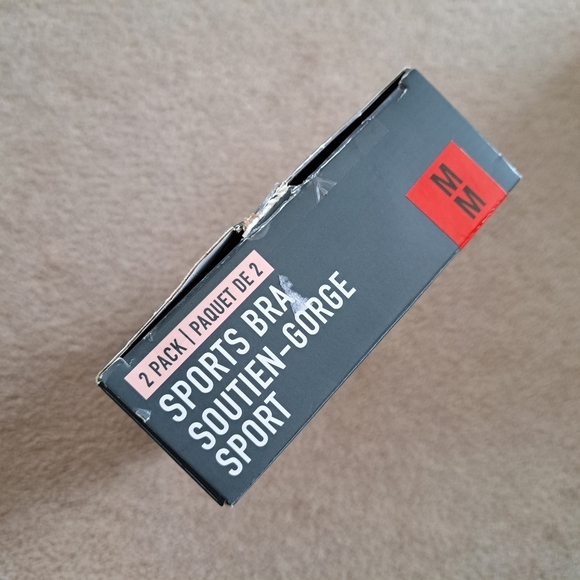 2 PACK | PAQUET DE 2
SPORTS BRA
SOUTIEN-GORGE
SPORT
M
M